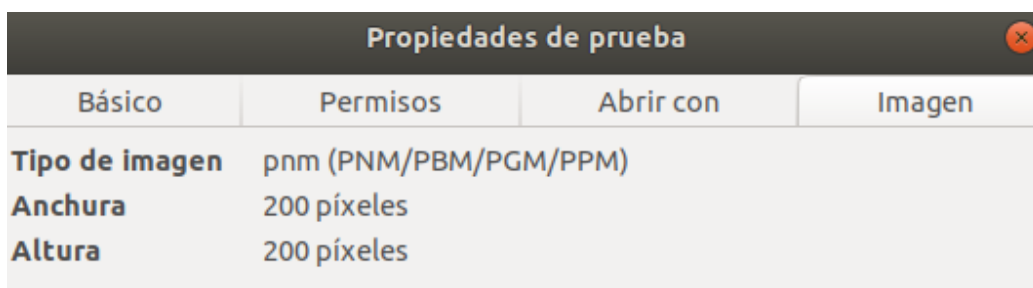 Propiedades de prueba
Básico Permisos Abrir con Imagen
Tipo de imagen pnm (PNM/PBM/PGM/PPM)
Anchura 200 píxeles
Altura 200 píxeles